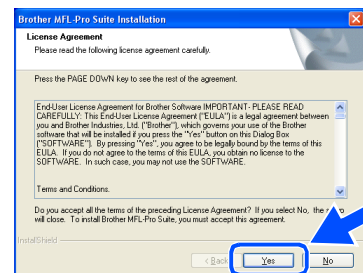 Brother MFL-Pro Suite Installation
License Agreement
Please read the following license agreement carefully.
Press the PAGE DOWN key to see the rest of the agreement.
End-User License Agreement for Brother Software IMPORTANT- PLEASE READ
CAREFULLY: This End-User License Agreement ("EULA") is a legal agreement between
you and Brother Industries, Ltd. ("Brother"), which governs your use of the Brother
software that will be installed if you press the "Yes" button on this Dialog Box
("SOFTWARE"). By pressing "Yes", you agree to be legally bound by the terms of this
EULA. If you do not agree to the terms of this EULA, you obtain no license to the
SOFTWARE. In such case, you may not use the SOFTWARE.
Terms and Conditions.
Do you accept all the terms of the preceding License Agreement? If you select No, the
will close. To install Brother MFL-Pro Suite, you must accept this agreement.
InstallShield
< Back
Yes
No